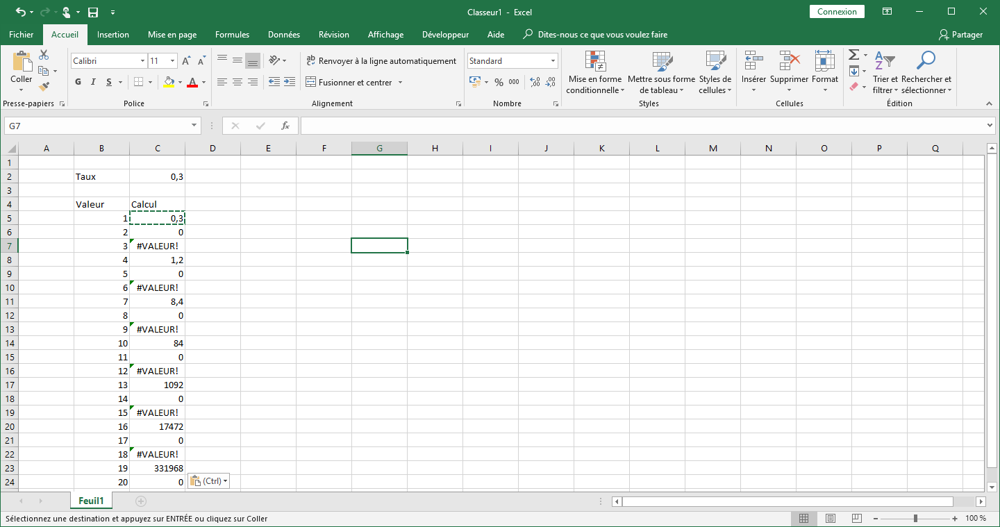 Classeur1 - Excel
Connexion
Fichier Accueil Insertion Mise en page Formules Données Révision Affichage Développeur Aide Dites-nous ce que vous voulez faire Partager
Coller
Presse-papiers
Calibri 11
G I S
Police
Renvoyer à la ligne automatiquement
Fusionner et centrer
Alignement
Standard
% 000
Nombre
Mise en forme conditionnelle
Mettre sous forme de tableau
Styles de cellules
Styles
Insérer Supprimer Format
Cellules
Trier et filtrer
Rechercher et sélectionner
Édition
G7 fx
A B C D E F G H I J K L M N O P Q
1
2 Taux 0,3
3
4 Valeur Calcul
5 1 0,3
6 2 0
7 3 #VALEUR!
8 4 1,2
9 5 0
10 6 #VALEUR!
11 7 8,4
12 8 0
13 9 #VALEUR!
14 10 84
15 11 0
16 12 #VALEUR!
17 13 1092
18 14 0
19 15 #VALEUR!
20 16 17472
21 17 0
22 18 #VALEUR!
23 19 331968
24 20 0 (Ctrl)
Feuil1
Sélectionnez une destination et appuyez sur ENTRÉE ou cliquez sur Coller 100 %